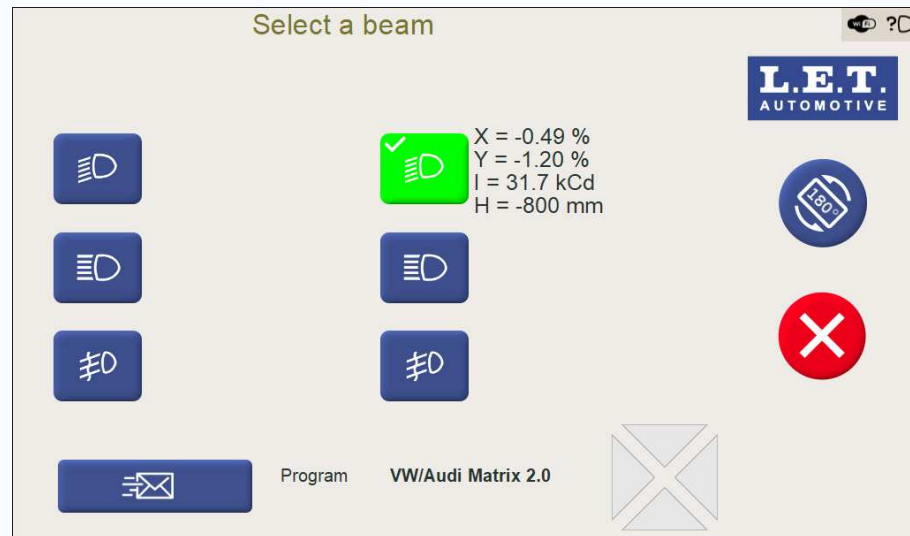 Select a beam
WiFi ?
L.E.T.
AUTOMOTIVE
X = -0.49 %
Y = -1.20 %
I = 31.7 kCd
H = -800 mm
180°
Program VW/Audi Matrix 2.0